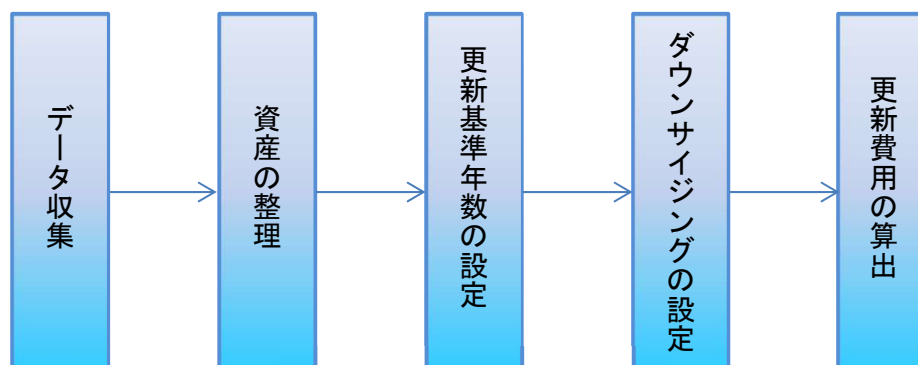 データ収集
資産の整理
更新基準年数の設定
ダウンサイジングの設定
更新費用の算出